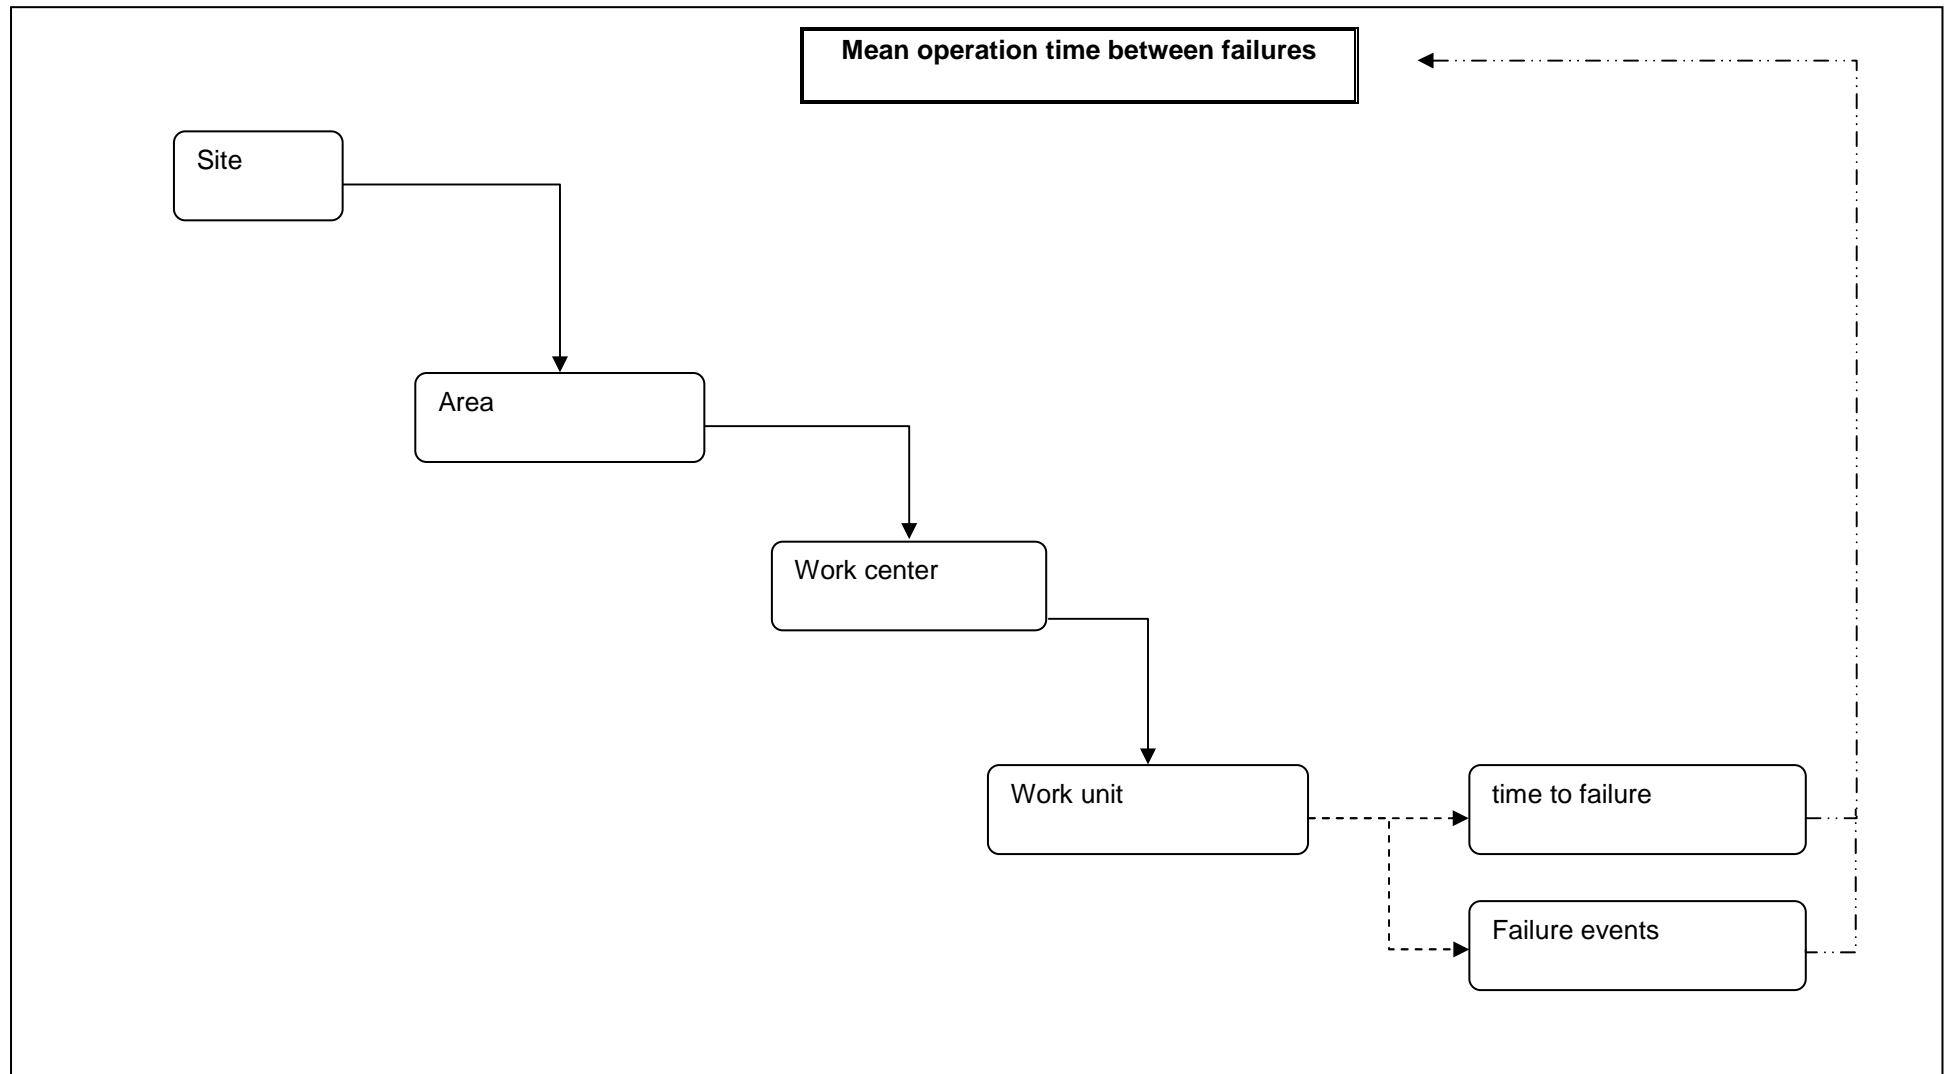 Mean operation time between failures
Site
Area
Work center
Work unit
time to failure
Failure events